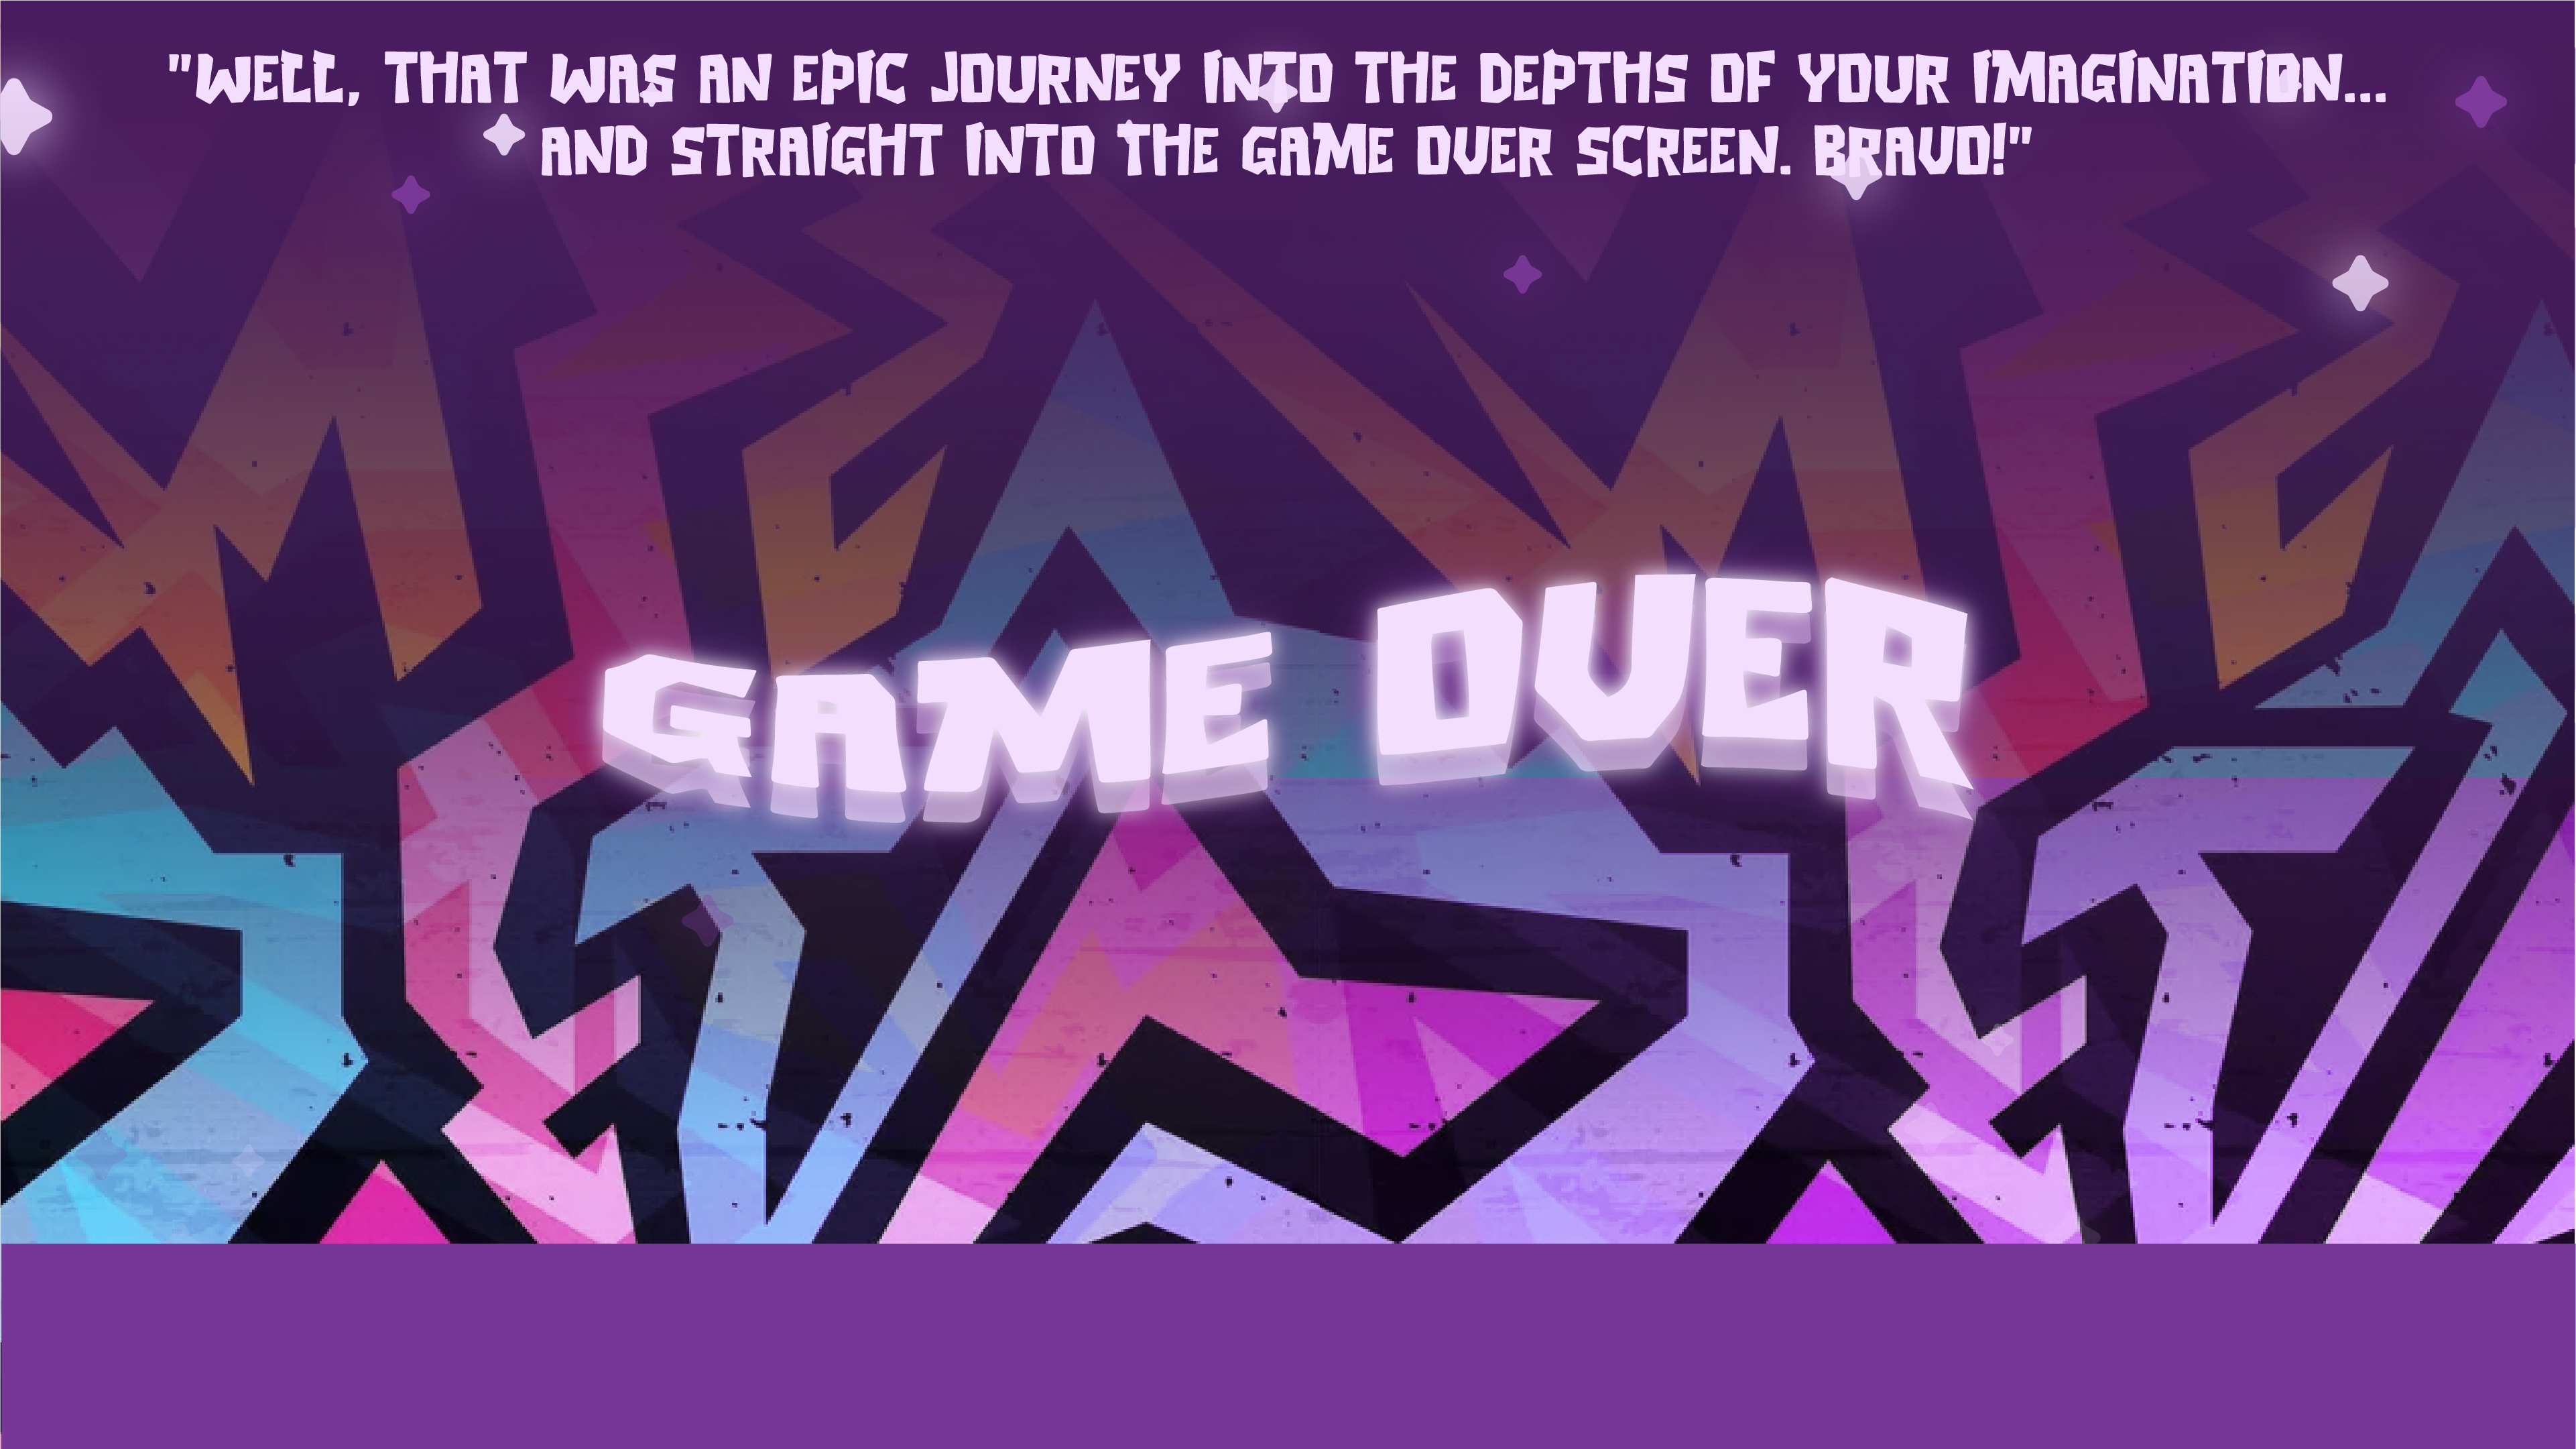 "WELL, THAT WAS AN EPIC JOURNEY INTO THE DEPTHS OF YOUR IMAGINATION...
AND STRAIGHT INTO THE GAME OVER SCREEN. BRAVO!"
GAME OVER